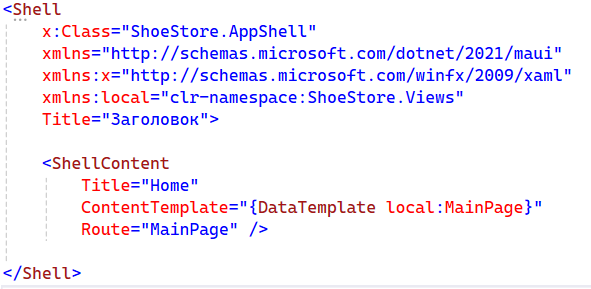 <Shell
x:Class="ShoeStore.AppShell"
xmlns="http://schemas.microsoft.com/dotnet/2021/maui"
xmlns:x="http://schemas.microsoft.com/winfx/2009/xaml"
xmlns:local="clr-namespace:ShoeStore.Views"
Title="Заголовок">
<ShellContent
Title="Home"
ContentTemplate="{DataTemplate local:MainPage}"
Route="MainPage" />
</Shell>